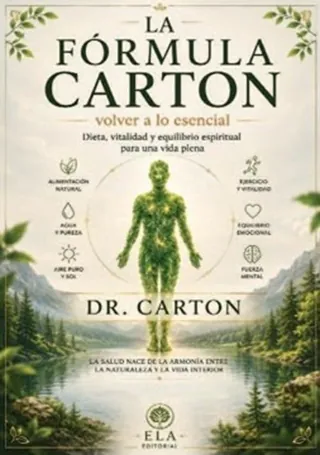 LA
FÓRMULA
CARTON
volver a lo esencial
Dieta, vitalidad y equilibrio espiritual
para una vida plena
ALIMENTACIÓN
NATURAL
EJERCICIO
Y VITALIDAD
AGUA
Y PUREZA
EQUILIBRIO
EMOCIONAL
AIRE PURO
Y SOL
FUERZA
MENTAL
DR. CARTON
LA SALUD NACE DE LA ARMONÍA ENTRE
LA NATURALEZA Y LA VIDA INTERIOR
ELA
EDITORIAL